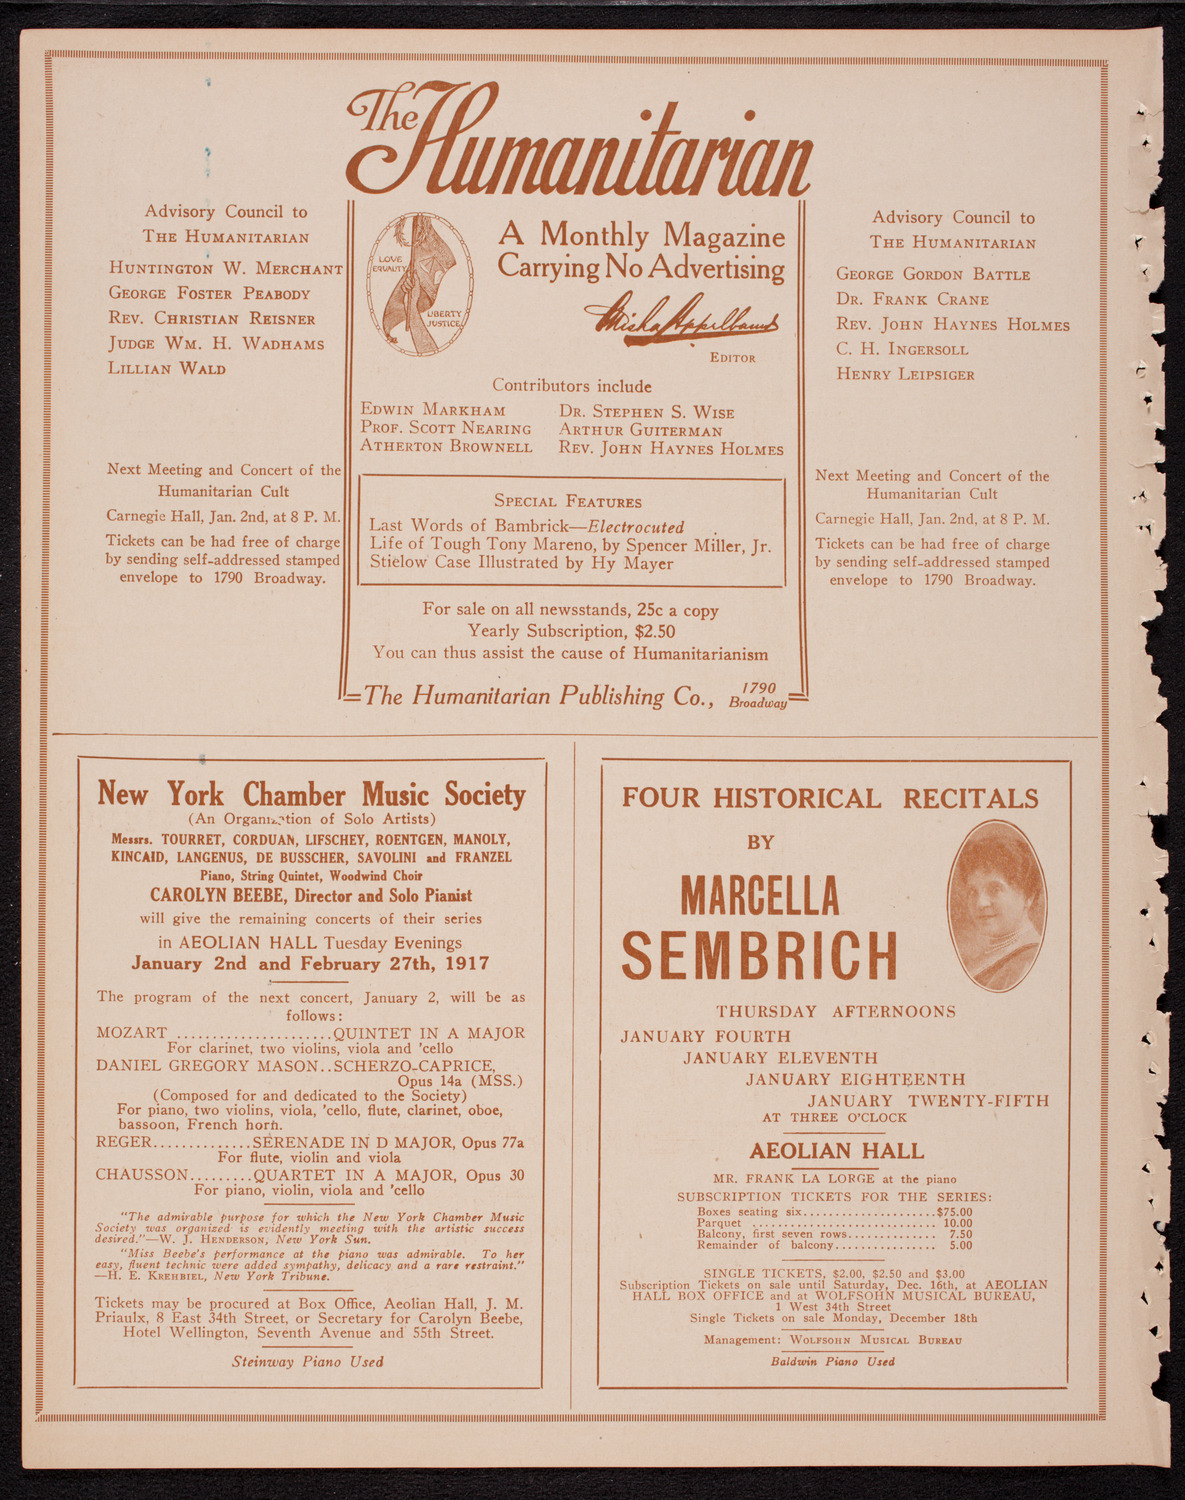 The Humanitarian
Advisory Council to
THE HUMANITARIAN
HUNTINGTON W. MERCHANT
GEORGE FOSTER PEABODY
REV. CHRISTIAN REISNER
JUDGE WM. H. WADHAMS
LILLIAN WALD
Next Meeting and Concert of the
Humanitarian Cult
Carnegie Hall, Jan. 2nd, at 8 P. M.
Tickets can be had free of charge
by sending self-addressed stamped
envelope to 1790 Broadway.
LOVE
EQUALITY
LIBERTY
JUSTICE
A Monthly Magazine
Carrying No Advertising
Misha Appelbaum
EDITOR
Contributors include
EDWIN MARKHAM
PROF. SCOTT NEARING
ATHERTON BROWNELL
DR. STEPHEN S. WISE
ARTHUR GUITERMAN
REV. JOHN HAYNES HOLMES
SPECIAL FEATURES
Last Words of Bambrick—Electrocuted
Life of Tough Tony Mareno, by Spencer Miller, Jr.
Stielow Case Illustrated by Hy Mayer
For sale on all newsstands, 25c a copy
Yearly Subscription, $2.50
You can thus assist the cause of Humanitarianism
The Humanitarian Publishing Co., 1790 Broadway
Advisory Council to
THE HUMANITARIAN
GEORGE GORDON BATTLE
DR. FRANK CRANE
REV. JOHN HAYNES HOLMES
C. H. INGERSOLL
HENRY LEIPSIGER
Next Meeting and Concert of the
Humanitarian Cult
Carnegie Hall, Jan. 2nd, at 8 P. M.
Tickets can be had free of charge
by sending self-addressed stamped
envelope to 1790 Broadway.
New York Chamber Music Society
(An Organization of Solo Artists)
Messrs. TOURRET, CORDUAN, LIFSCHEY, ROENTGEN, MANOLY,
KINCAID, LANGENUS, DE BUSSCHER, SAVOLINI and FRANZEL
Piano, String Quintet, Woodwind Choir
CAROLYN BEEBE, Director and Solo Pianist
will give the remaining concerts of their series
in AEOLIAN HALL Tuesday Evenings
January 2nd and February 27th, 1917
The program of the next concert, January 2, will be as
follows:
MOZART ......................QUINTET IN A MAJOR
For clarinet, two violins, viola and 'cello
DANIEL GREGORY MASON..SCHERZO-CAPRICE,
Opus 14a (MSS.)
(Composed for and dedicated to the Society)
For piano, two violins, viola, 'cello, flute, clarinet, oboe,
bassoon, French horn.
REGER..............SERENADE IN D MAJOR, Opus 77a
For flute, violin and viola
CHAUSSON.........QUARTET IN A MAJOR, Opus 30
For piano, violin, viola and 'cello
"The admirable purpose for which the New York Chamber Music
Society was organized is evidently meeting with the artistic success
desired."—W. J. HENDERSON, New York Sun.
"Miss Beebe's performance at the piano was admirable. To her
easy, fluent technic were added sympathy, delicacy and a rare restraint."
—H. E. KREHBIEL, New York Tribune.
Tickets may be procured at Box Office, Aeolian Hall, J. M.
Priaulx, 8 East 34th Street, or Secretary for Carolyn Beebe,
Hotel Wellington, Seventh Avenue and 55th Street.
Steinway Piano Used
FOUR HISTORICAL RECITALS
BY
MARCELLA
SEMBRICH
THURSDAY AFTERNOONS
JANUARY FOURTH
JANUARY ELEVENTH
JANUARY EIGHTEENTH
JANUARY TWENTY-FIFTH
AT THREE O'CLOCK
AEOLIAN HALL
MR. FRANK LA LORGE at the piano
SUBSCRIPTION TICKETS FOR THE SERIES:
Boxes seating six.....................$75.00
Parquet ............................. 10.00
Balcony, first seven rows.............. 7.50
Remainder of balcony................ 5.00
SINGLE TICKETS, $2.00, $2.50 and $3.00
Subscription Tickets on sale until Saturday, Dec. 16th, at AEOLIAN
HALL BOX OFFICE and at WOLFSOHN MUSICAL BUREAU,
1 West 34th Street
Single Tickets on sale Monday, December 18th
Management: WOLFSOHN MUSICAL BUREAU
Baldwin Piano Used